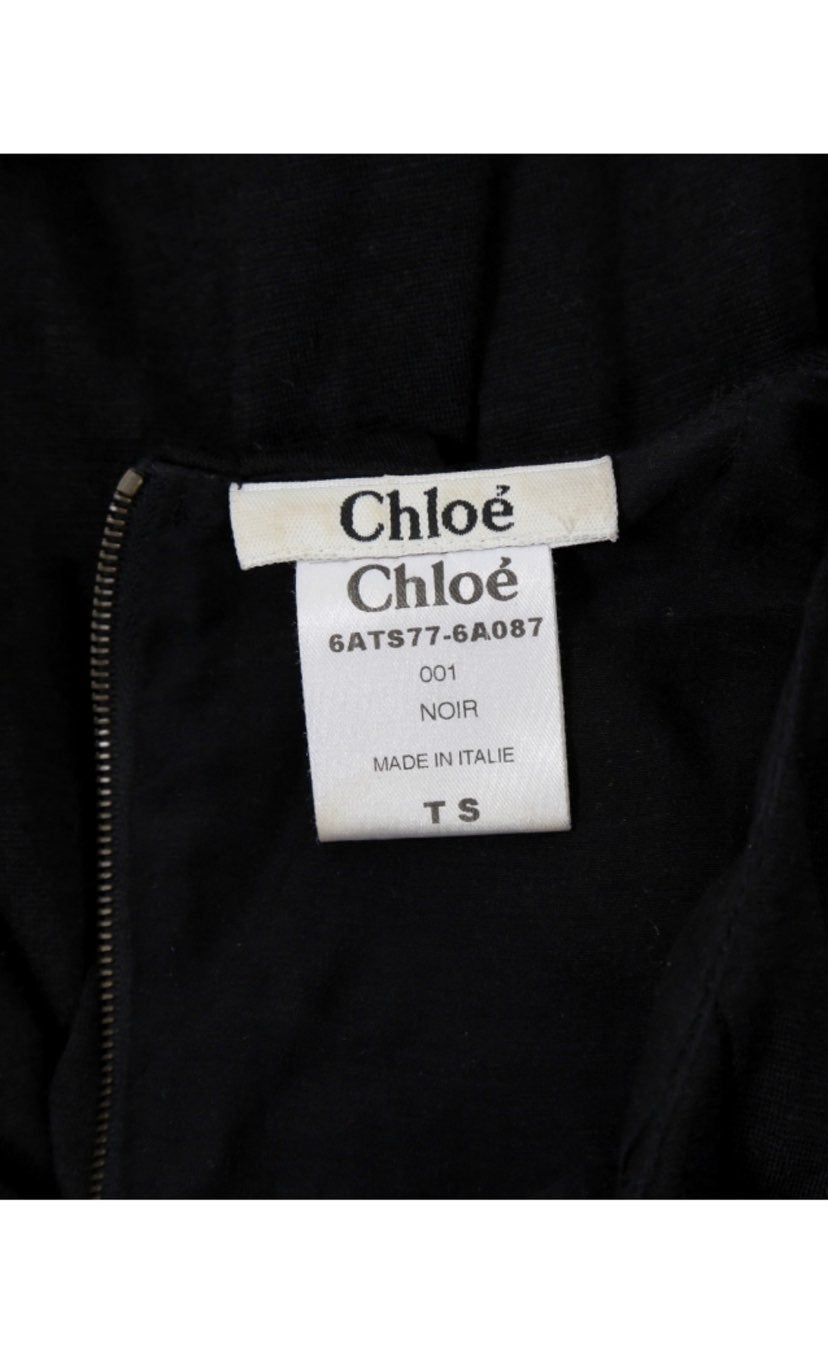 Chloé
Chloé
6ATS77-6A087
001
NOIR
MADE IN ITALIE
T S